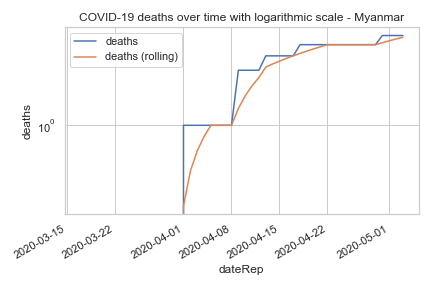 COVID-19 deaths over time with logarithmic scale - Myanmar
deaths
deaths (rolling)
deaths
10⁰
2020-03-15
2020-03-22
2020-04-01
2020-04-08
2020-04-15
2020-04-22
2020-05-01
dateRep